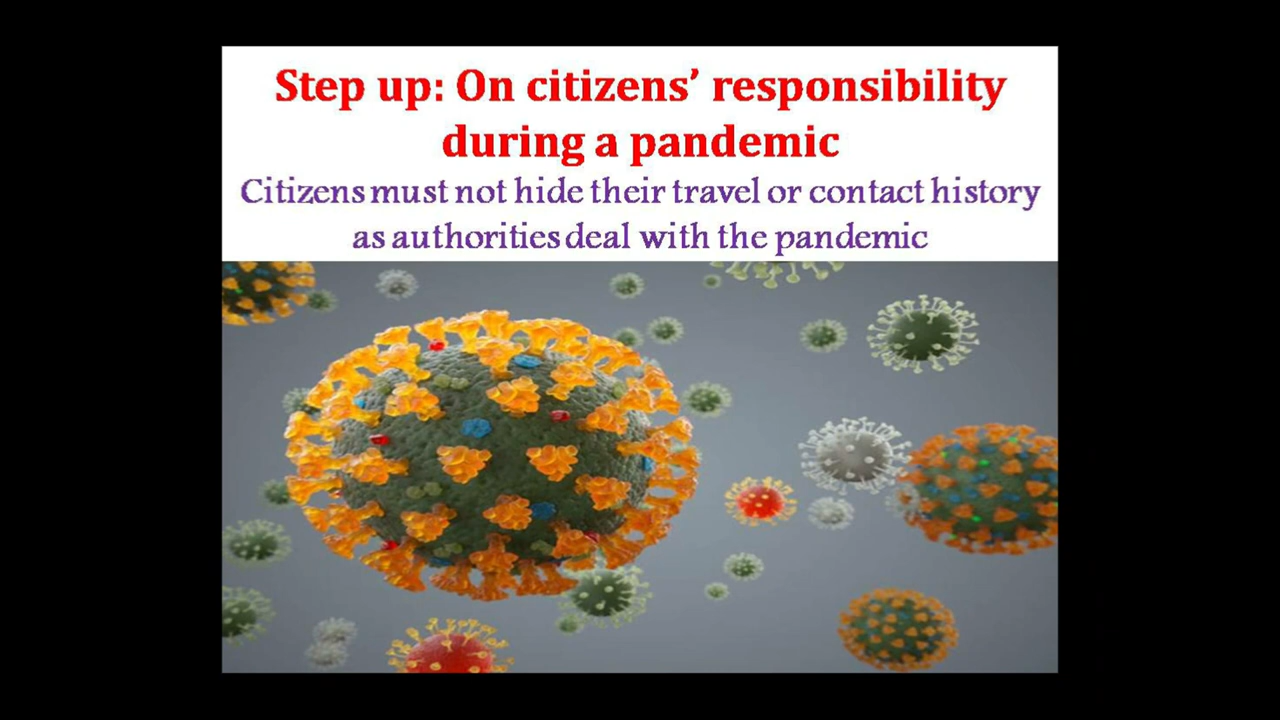 Step up: On citizens’ responsibility
during a pandemic
Citizens must not hide their travel or contact history
as authorities deal with the pandemic